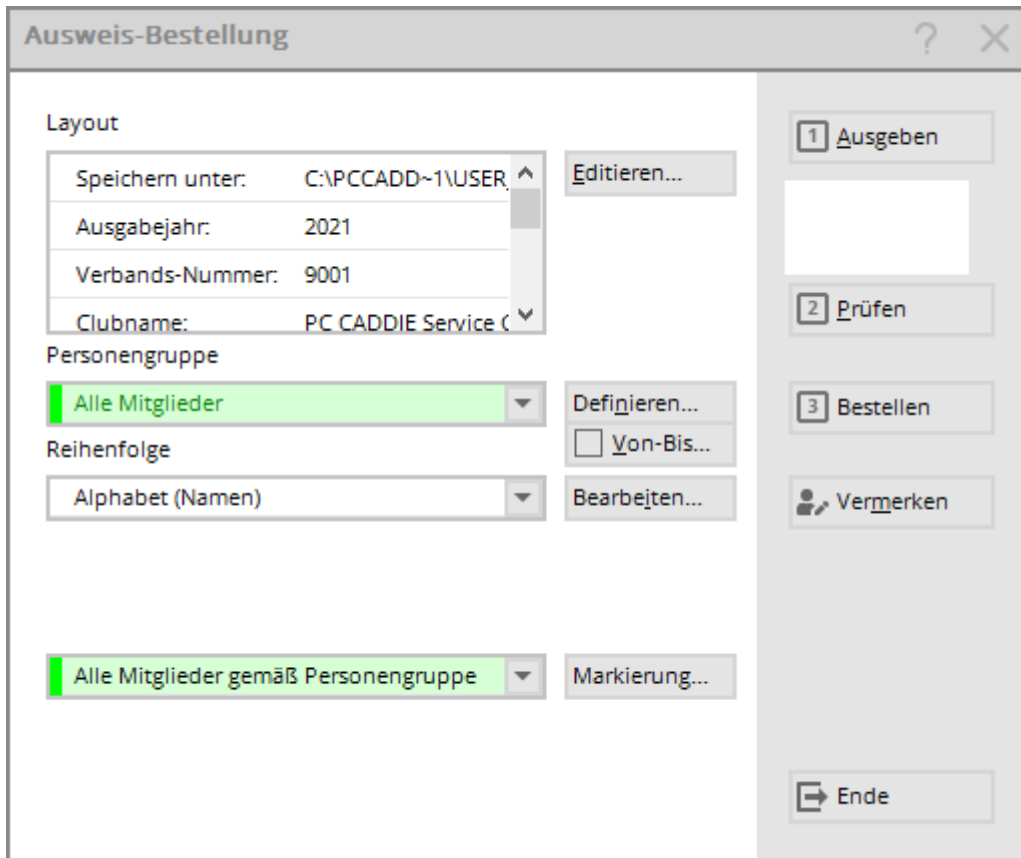 Ausweis-Bestellung
Layout
Speichern unter: C:\PCCADD~1\USER_
Ausgabejahr: 2021
Verbands-Nummer: 9001
Clubname: PC CADDIE Service
Editieren...
Personengruppe
Alle Mitglieder
Definieren...
Von-Bis...
Reihenfolge
Alphabet (Namen)
Bearbeiten...
Alle Mitglieder gemäß Personengruppe
Markierung...
1 Ausgeben
2 Prüfen
3 Bestellen
Vermerken
Ende